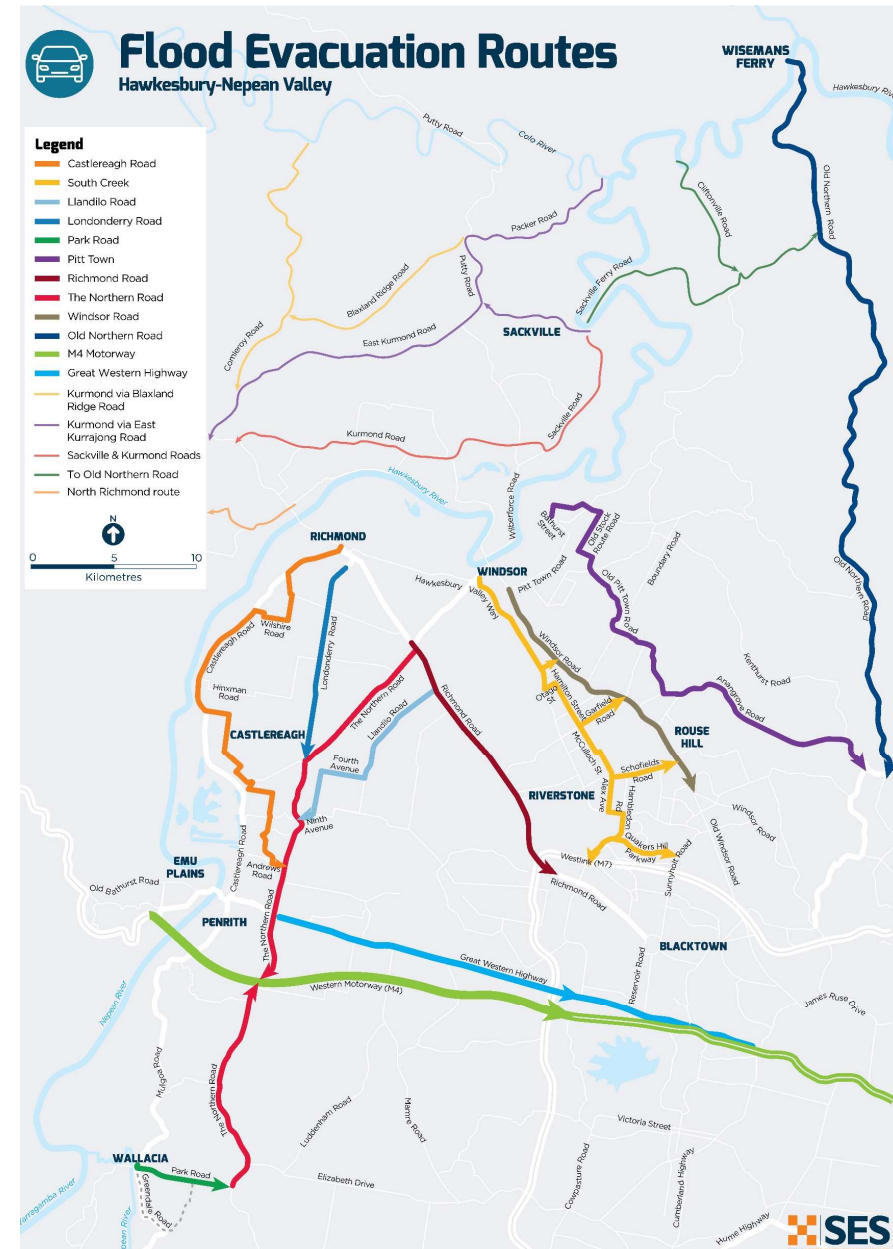 Flood Evacuation Routes
Hawkesbury-Nepean Valley
WISEMANS
FERRY
Hawkesbury
Putty Road
Colo River
Legend
Castlereagh Road
South Creek
Llandilo Road
Londonderry Road
Park Road
Pitt Town
Richmond Road
The Northern Road
Windsor Road
Old Northern Road
M4 Motorway
Great Western Highway
Kurmond via Blaxland
Ridge Road
Kurmond via East
Kurrajong Road
Sackville & Kurmond Roads
To Old Northern Road
North Richmond route
N
0 5 10
Kilometres
Old Northern Road
Cliftonville Road
Packer Road
Putty Road
Blaxland Ridge Road
Sackville Ferry Road
Comleroy Road
East Kurmond Road
SACKVILLE
Sackville Road
Kurmond Road
Hawkesbury River
Wilberforce Road
Bathurst
Street
Old Stock
Route Road
RICHMOND
WINDSOR
Pitt Town Road
Boundary Road
Old Pitt Town
Road
Old Northern Road
Hawkesbury Valley Way
Castlereagh Road
Wilshire
Road
Londonderry Road
Windsor Road
Kenthurst Road
Annangrove Road
Hinxman
Road
The Northern Road
Llandilo Road
Richmond Road
Otago
St
Hamilton Street
Garfield
Road
CASTLEREAGH
ROUSE
HILL
Fourth
Avenue
McCulloch St
Schofields
Road
RIVERSTONE
Alex Ave
Hambledon
Rd
Ninth
Avenue
Windsor Road
Old Windsor Road
Quakers Hill
Parkway
Sunnyholt Road
EMU
PLAINS
Castlereagh Road
Andrews
Road
Westlink (M7)
Old Bathurst Road
Richmond Road
PENRITH
The Northern Road
BLACKTOWN
Great Western Highway
Reservoir Road
Western Motorway (M4)
Nepean River
James Ruse Drive
Mulgoa Road
The Northern Road
Luddenham Road
Mamre Road
Victoria Street
WALLACIA
Park Road
Elizabeth Drive
Greendale
Road
Cowpasture Road
Cumberland Highway
Hume Highway
SES